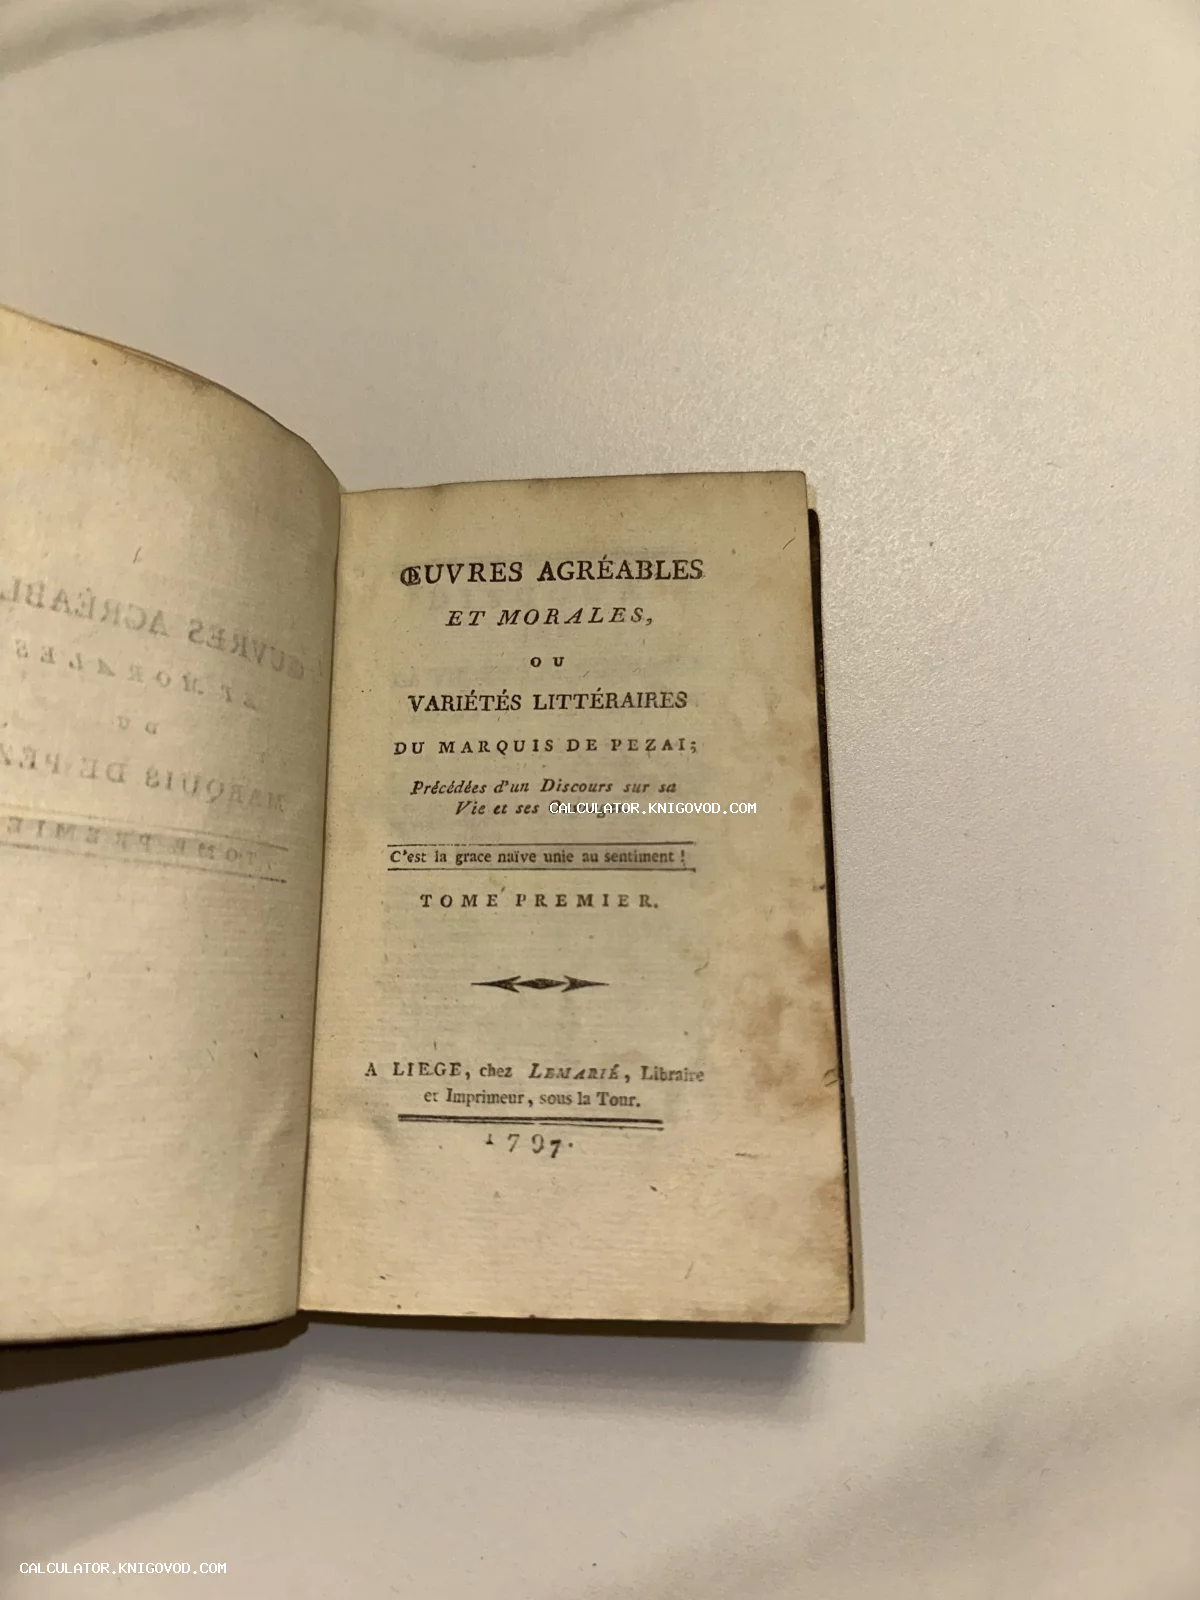 ŒUVRES AGRÉABLES
ET MORALES,
OU
VARIÉTÉS LITTÉRAIRES
DU MARQUIS DE PEZAI;
Précédées d'un Discours sur sa
Vie et ses
CALCULATOR.KNIGOVOD.COM
C'est la grace naïve unie au sentiment !
TOME PREMIER.
A LIEGE, chez LEMARIÉ, Libraire
et Imprimeur, sous la Tour.
1797.
CALCULATOR.KNIGOVOD.COM